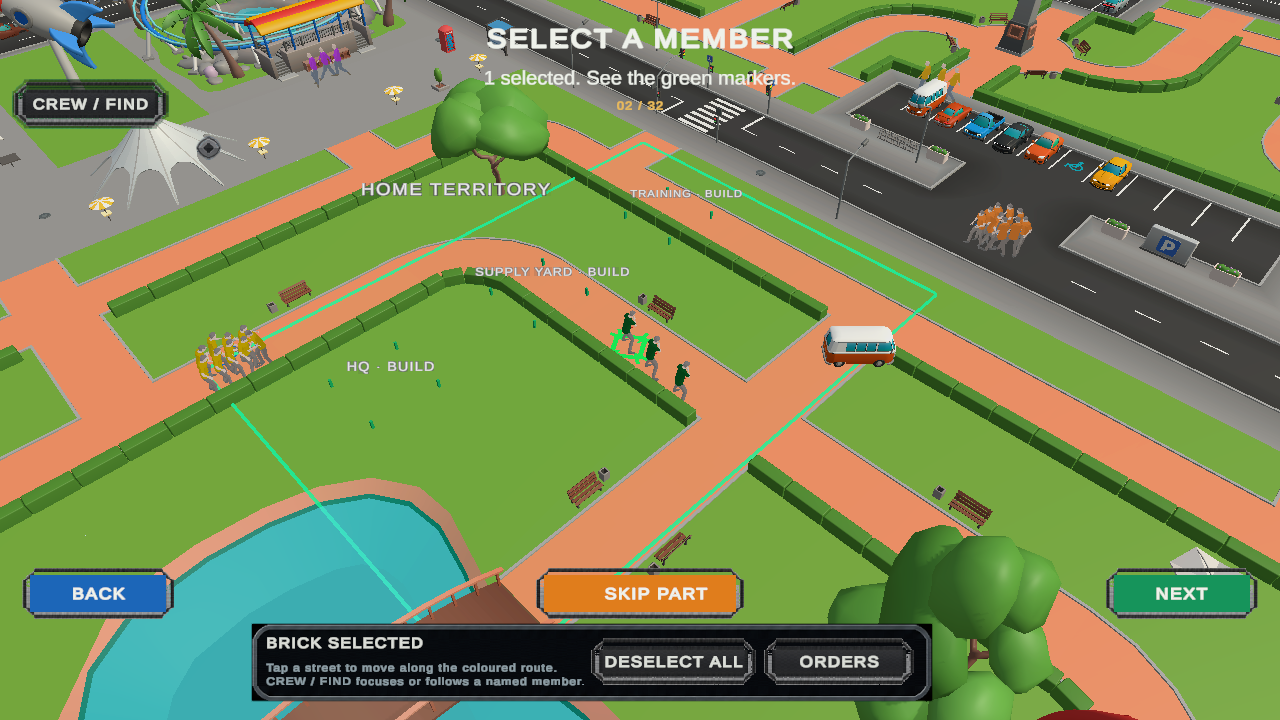 SELECT A MEMBER
1 selected. See the green markers.
02 / 32
CREW / FIND
HOME TERRITORY
TRAINING · BUILD
SUPPLY YARD · BUILD
HQ · BUILD
P
BACK
SKIP PART
NEXT
BRICK SELECTED
Tap a street to move along the coloured route.
CREW / FIND focuses or follows a named member.
DESELECT ALL
ORDERS